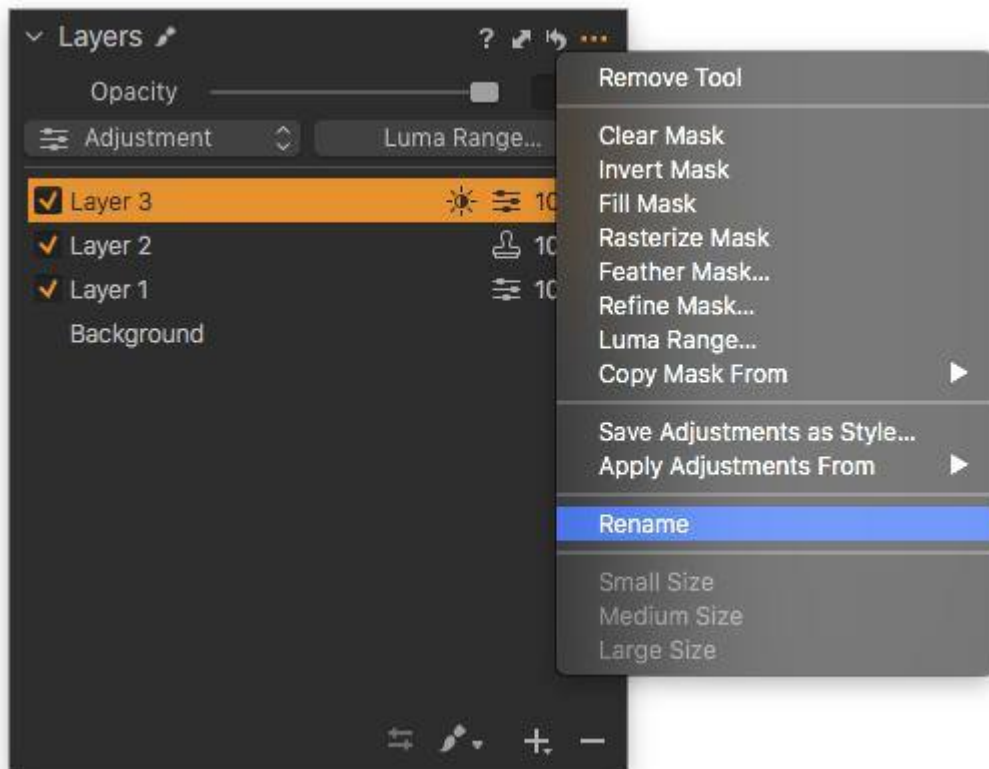 Layers
?
Opacity
Adjustment
Luma Range...
Layer 3
Layer 2
Layer 1
Background
Remove Tool
Clear Mask
Invert Mask
Fill Mask
Rasterize Mask
Feather Mask...
Refine Mask...
Luma Range...
Copy Mask From
Save Adjustments as Style...
Apply Adjustments From
Rename
Small Size
Medium Size
Large Size